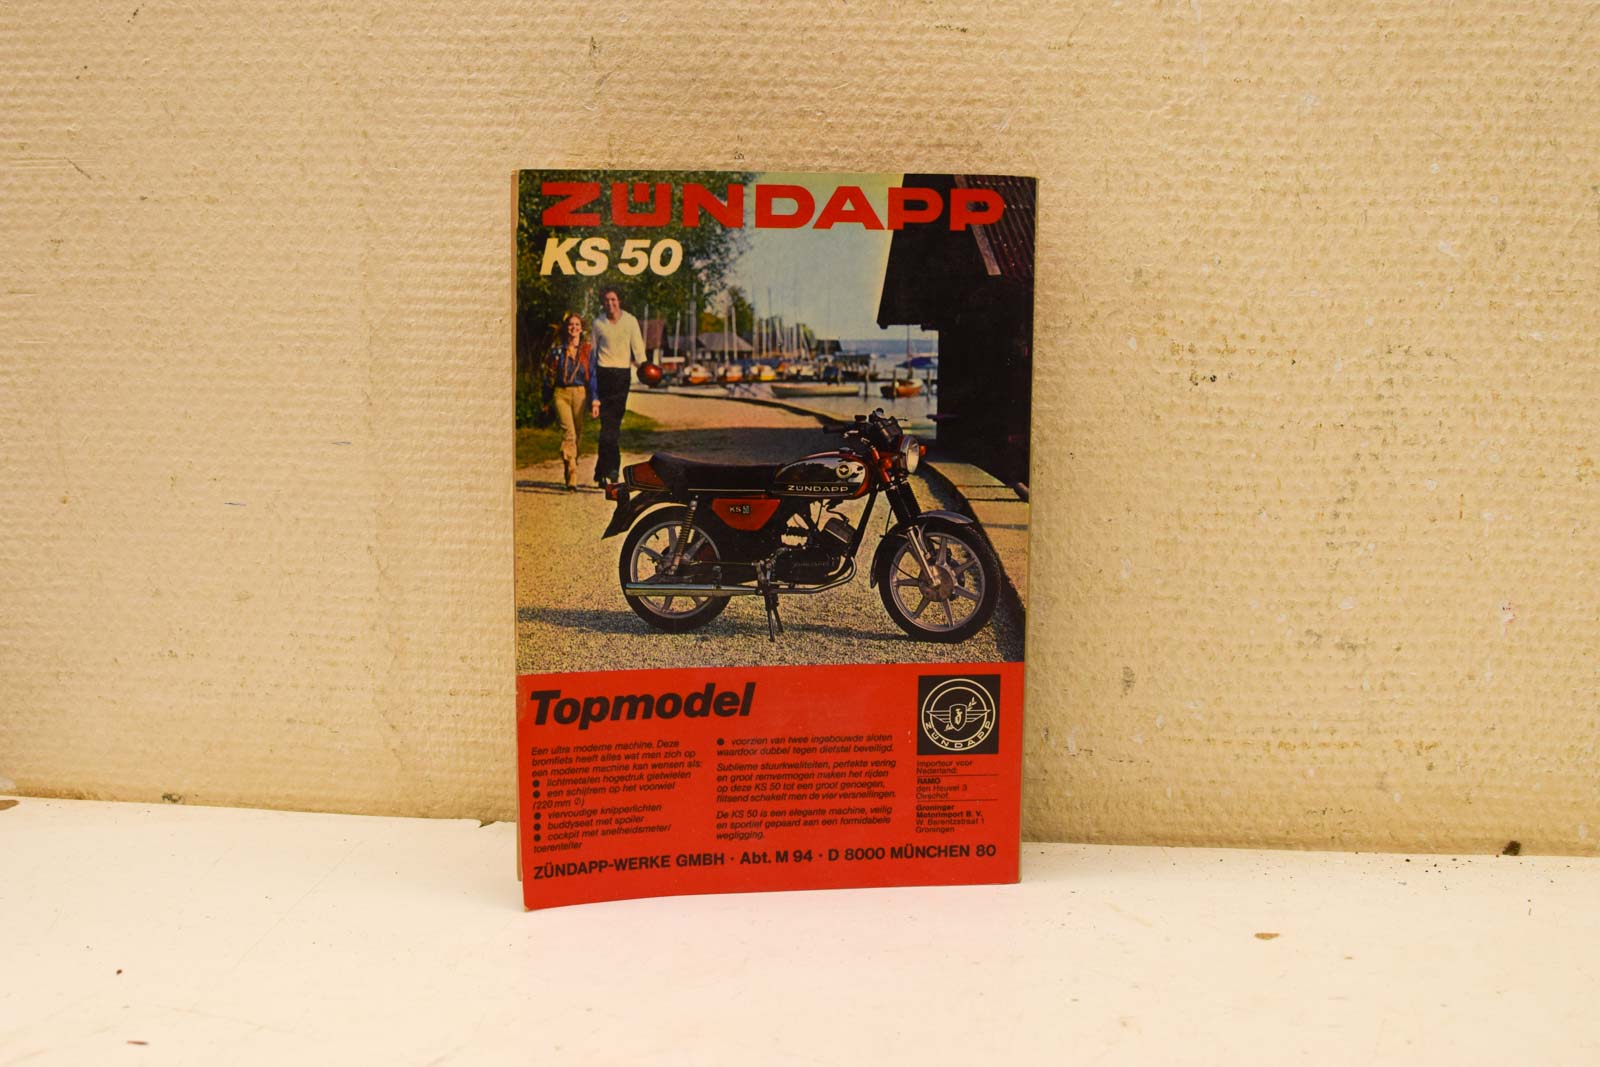 ZÜNDAPP
KS 50
ZÜNDAPP
KS 50
Topmodel
Een ultra moderne machine. Deze
bromfiets heeft alles wat men zich op
een moderne machine kan wensen als:
● lichtmetalen hogedruk gietwielen
● een schijfrem op het voorwiel
(220 mm ∅)
● viervoudige knipperlichten
● buddyseat met spoiler
● cockpit met snelheidsmeter/
toerenteller
● voorzien van twee ingebouwde sloten
waardoor dubbel tegen diefstal beveiligd.
Sublieme stuurkwaliteiten, perfekte vering
en groot remvermogen maken het rijden
op deze KS 50 tot een groot genoegen,
flitsend schakelt men de vier versnellingen.
De KS 50 is een elegante machine, veilig
en sportief gepaard aan een formidabele
wegligging.
ZÜNDAPP
Importeur voor
Nederland:
RAMO
den Heuvel 3
Oirschot
Groninger
Motorimport B. V.
W. Barentzstraat 1
Groningen
ZÜNDAPP-WERKE GMBH · Abt. M 94 · D 8000 MÜNCHEN 80